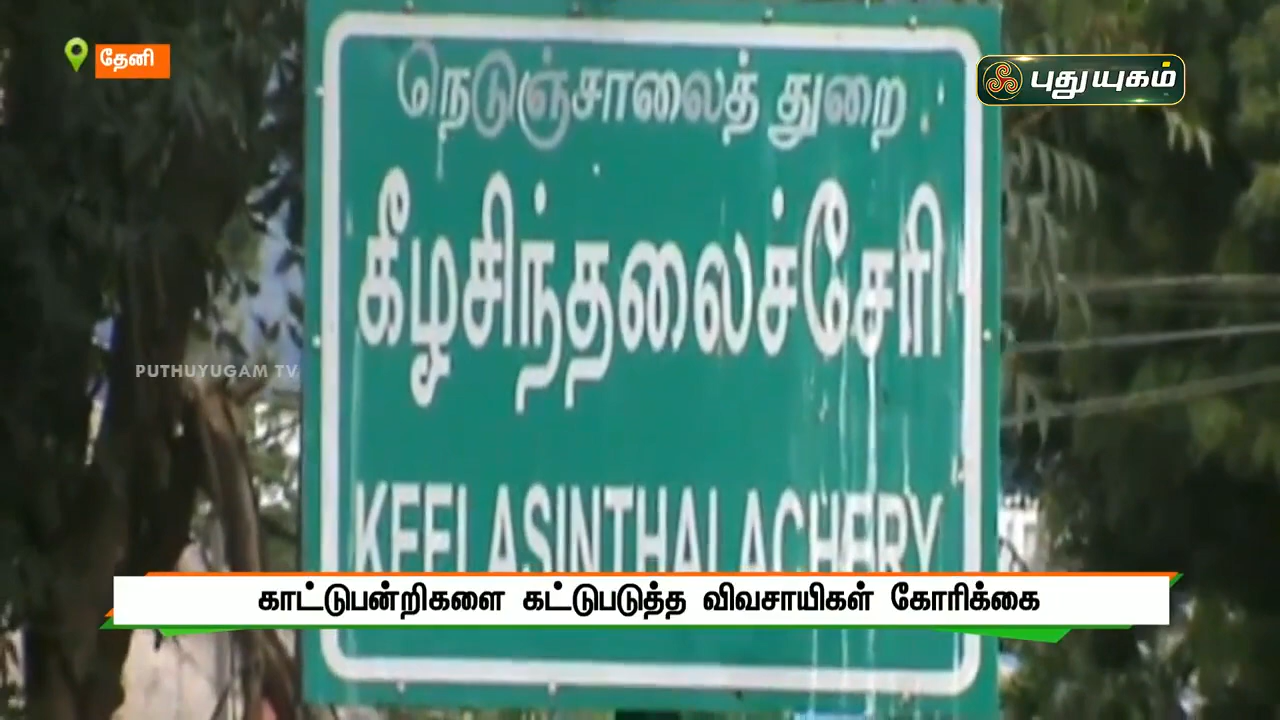 தேனி
புதுயுகம்
நெடுஞ்சாலைத் துறை
கீழசிந்தலைச்சேரி
PUTHUYUGAM TV
KEELASINTHALACHERY
காட்டுபன்றிகளை கட்டுபடுத்த விவசாயிகள் கோரிக்கை